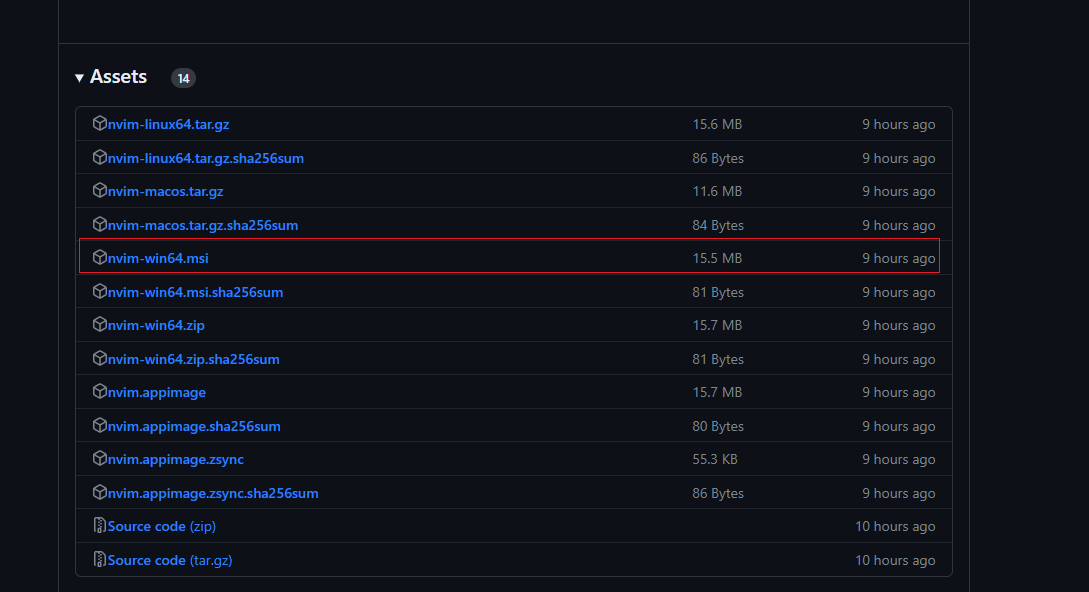 Assets 14
nvim-linux64.tar.gz 15.6 MB 9 hours ago
nvim-linux64.tar.gz.sha256sum 86 Bytes 9 hours ago
nvim-macos.tar.gz 11.6 MB 9 hours ago
nvim-macos.tar.gz.sha256sum 84 Bytes 9 hours ago
nvim-win64.msi 15.5 MB 9 hours ago
nvim-win64.msi.sha256sum 81 Bytes 9 hours ago
nvim-win64.zip 15.7 MB 9 hours ago
nvim-win64.zip.sha256sum 81 Bytes 9 hours ago
nvim.appimage 15.7 MB 9 hours ago
nvim.appimage.sha256sum 80 Bytes 9 hours ago
nvim.appimage.zsync 55.3 KB 9 hours ago
nvim.appimage.zsync.sha256sum 86 Bytes 9 hours ago
Source code (zip) 10 hours ago
Source code (tar.gz) 10 hours ago